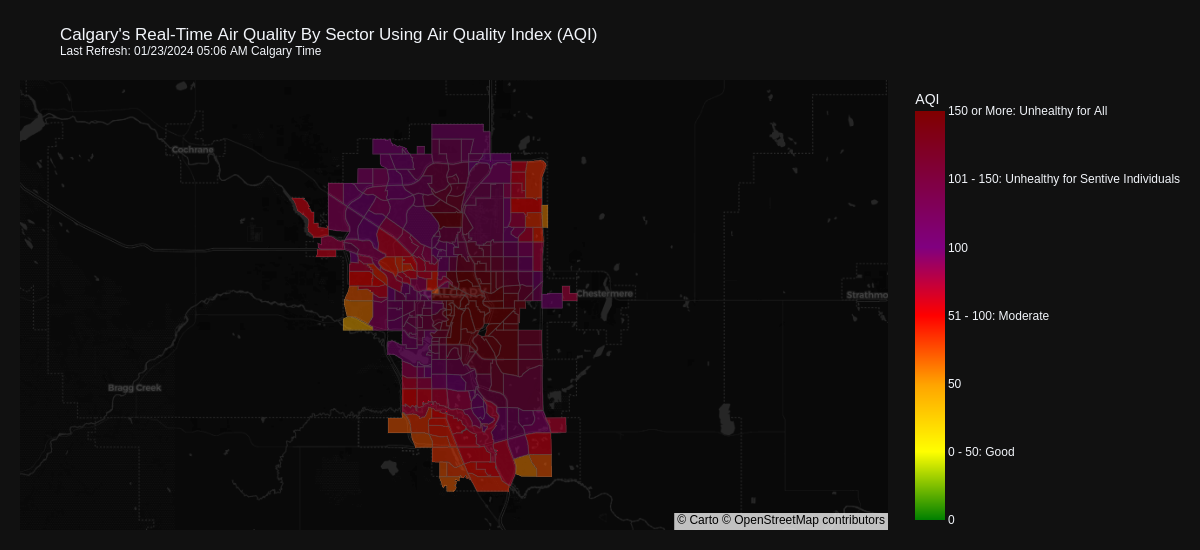 Calgary's Real-Time Air Quality By Sector Using Air Quality Index (AQI)
Last Refresh: 01/23/2024 05:06 AM Calgary Time
AQI
150 or More: Unhealthy for All
101 - 150: Unhealthy for Sentive Individuals
100
51 - 100: Moderate
50
0 - 50: Good
0
Cochrane
CALGARY
Chestermere
Strathmo
Bragg Creek
© Carto © OpenStreetMap contributors